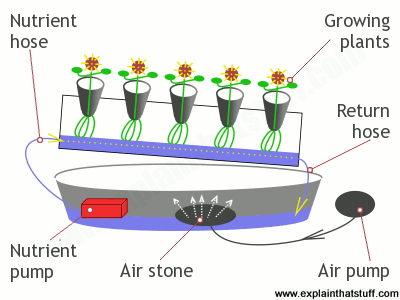 Nutrient
hose
Growing
plants
Return
hose
Nutrient
pump
Air stone
Air pump
www.explainthatstuff.com